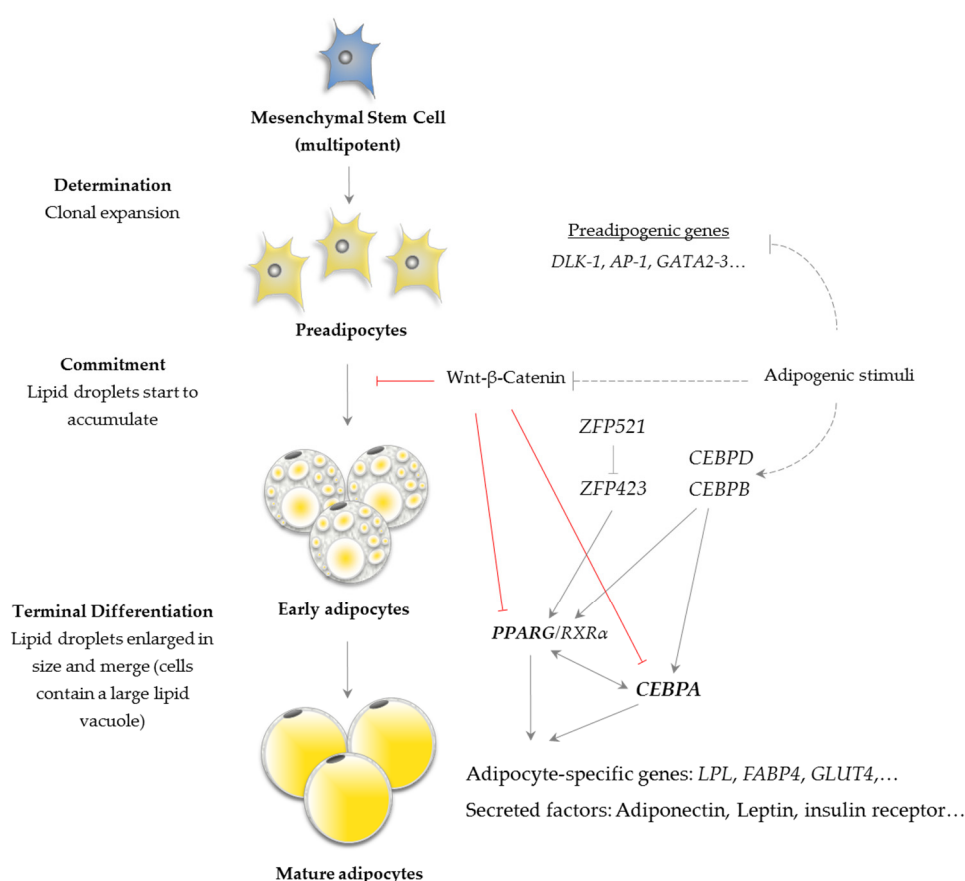 Mesenchymal Stem Cell
(multipotent)
Determination
Clonal expansion
Preadipogenic genes
DLK-1, AP-1, GATA2-3…
Preadipocytes
Commitment
Lipid droplets start to
accumulate
Wnt-β-Catenin
Adipogenic stimuli
ZFP521
CEBPD
ZFP423
CEBPB
Terminal Differentiation
Lipid droplets enlarged in
size and merge (cells
contain a large lipid
vacuole)
Early adipocytes
PPARG/RXRα
CEBPA
Adipocyte-specific genes: LPL, FABP4, GLUT4,…
Secreted factors: Adiponectin, Leptin, insulin receptor…
Mature adipocytes